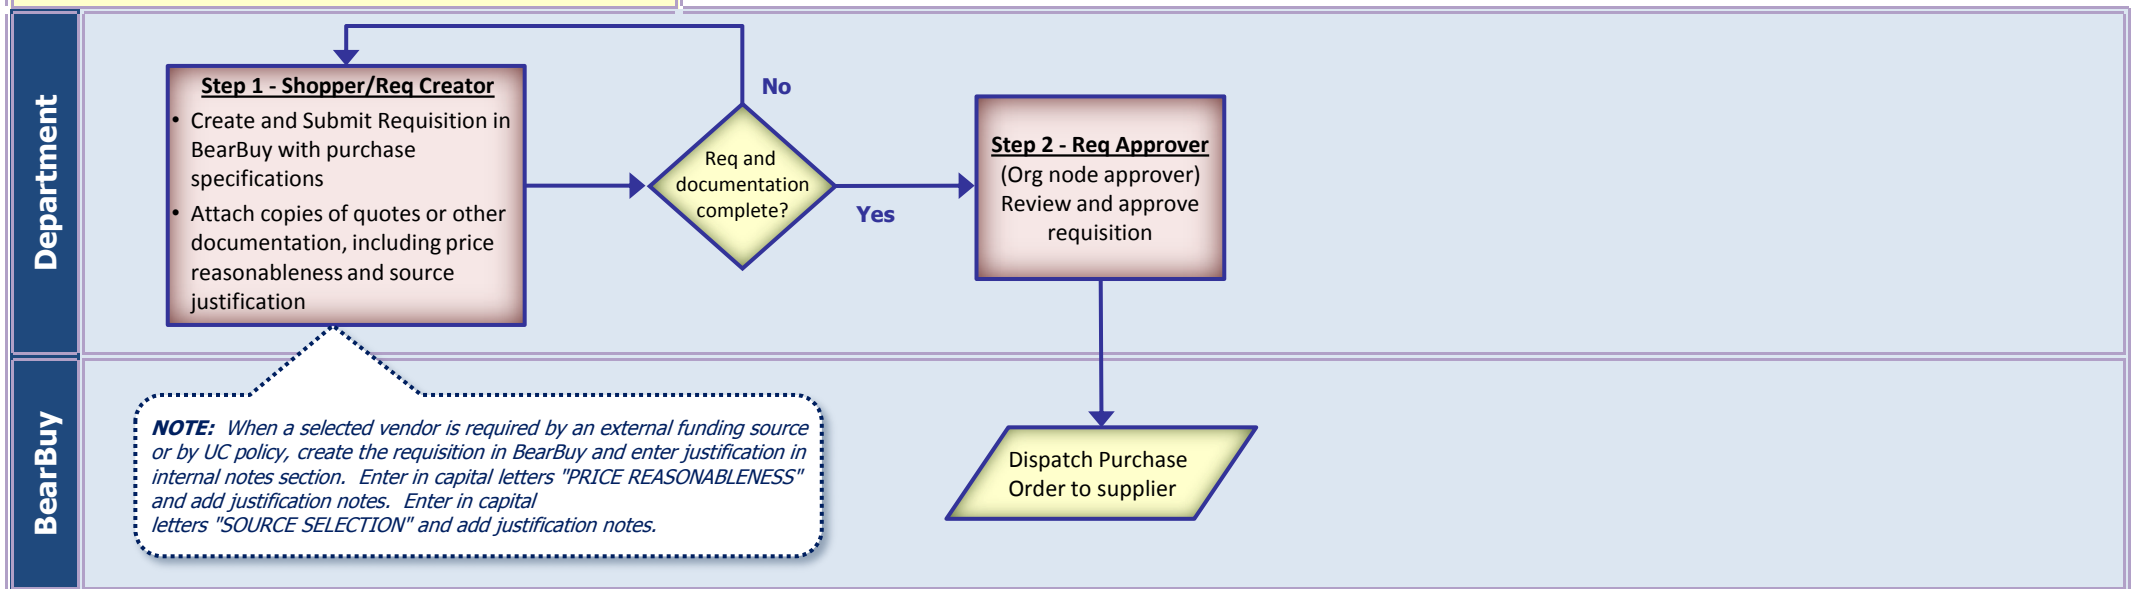 Department
Step 1 - Shopper/Req Creator
• Create and Submit Requisition in
BearBuy with purchase
specifications
• Attach copies of quotes or other
documentation, including price
reasonableness and source
justification
No
Req and
documentation
complete?
Yes
Step 2 - Req Approver
(Org node approver)
Review and approve
requisition
BearBuy
NOTE: When a selected vendor is required by an external funding source
or by UC policy, create the requisition in BearBuy and enter justification in
internal notes section. Enter in capital letters "PRICE REASONABLENESS"
and add justification notes. Enter in capital
letters "SOURCE SELECTION" and add justification notes.
Dispatch Purchase
Order to supplier